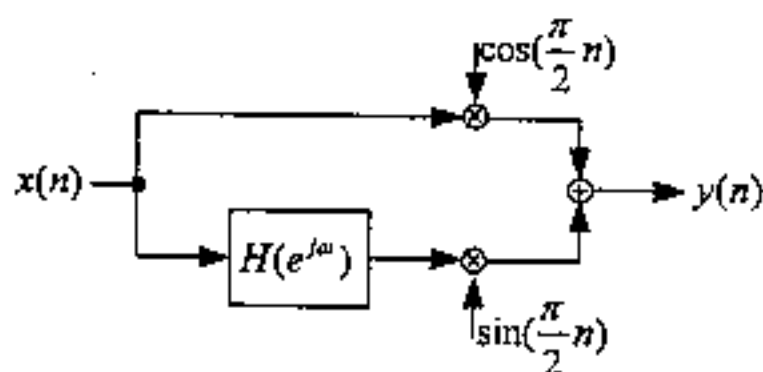 cos(π/2 n)
x(n)
y(n)
H(e^{jω})
sin(π/2 n)